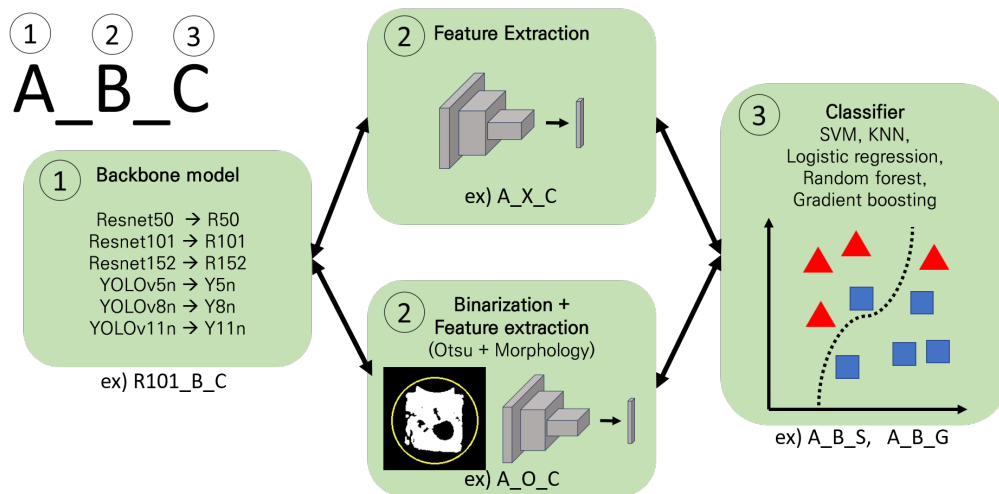 1 2 3
A_B_C
1 Backbone model
Resnet50 → R50
Resnet101 → R101
Resnet152 → R152
YOLOv5n → Y5n
YOLOv8n → Y8n
YOLOv11n → Y11n
ex) R101_B_C
2 Feature Extraction
ex) A_X_C
2 Binarization +
Feature extraction
(Otsu + Morphology)
ex) A_O_C
3 Classifier
SVM, KNN,
Logistic regression,
Random forest,
Gradient boosting
ex) A_B_S, A_B_G